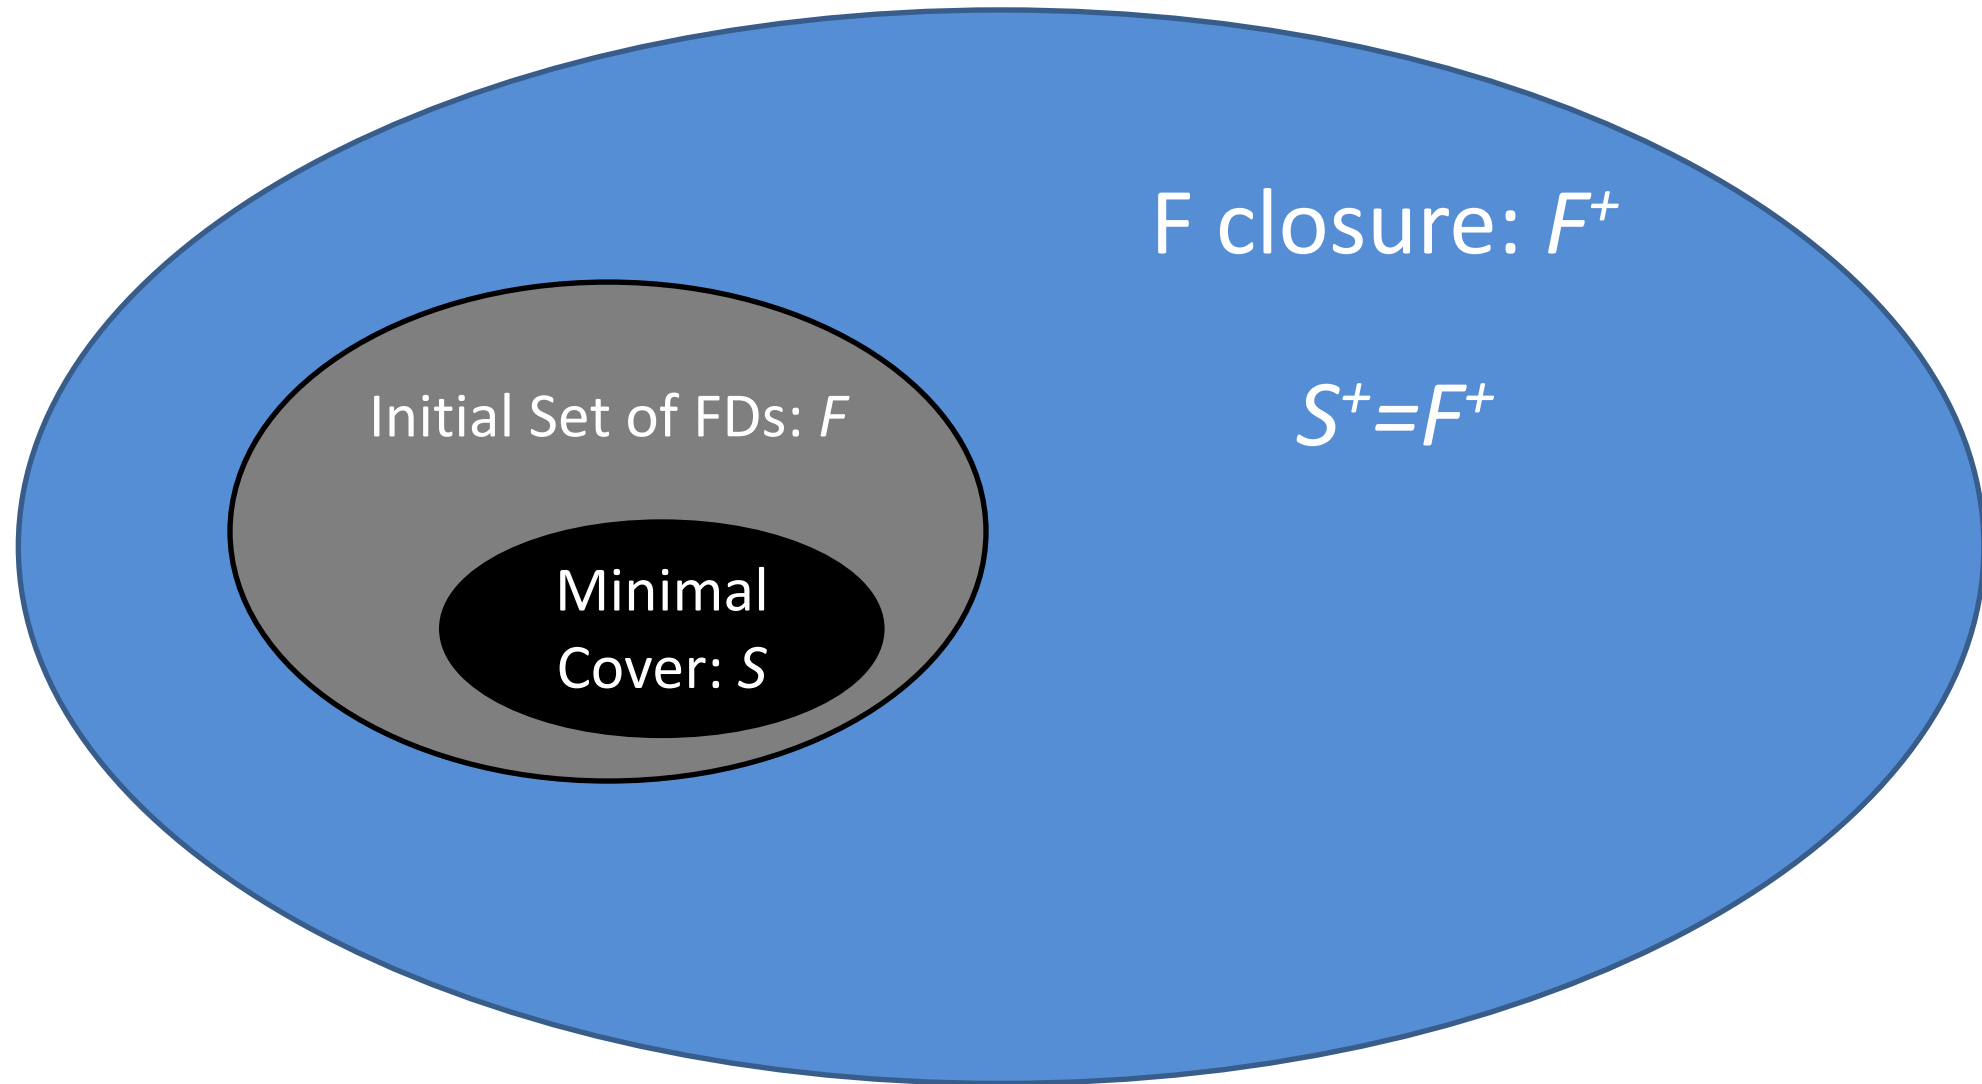 F closure: F⁺
S⁺=F⁺
Initial Set of FDs: F
Minimal
Cover: S